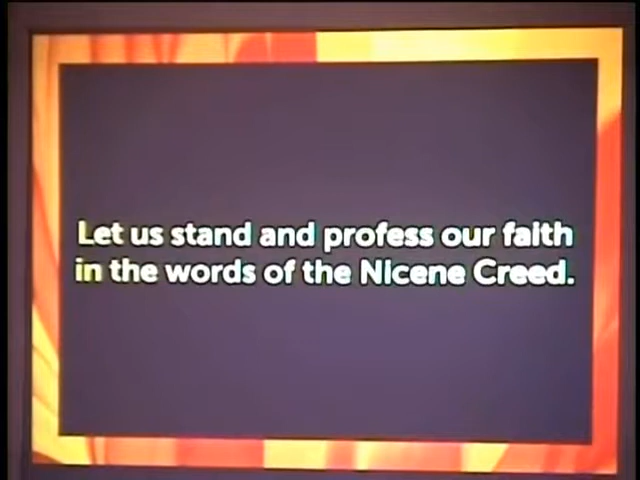 Let us stand and profess our faith
in the words of the Nicene Creed.